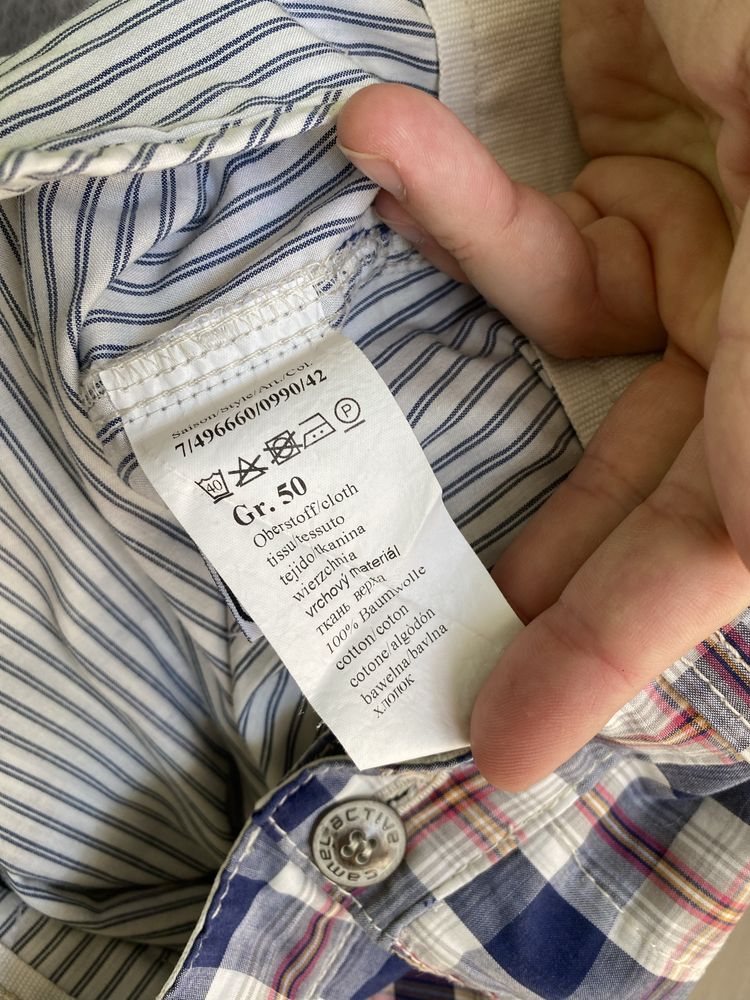 Saison/Style/Art./Col.
7/496660/0990/42
40 P
Gr. 50
Oberstoff/cloth
tissu/tessuto
tejido/tkanina
wierzchnia
vrchový materiál
ткань верха
100% Baumwolle
cotton/coton
cotone/algodón
bawełna/bavlna
хлопок
camel active